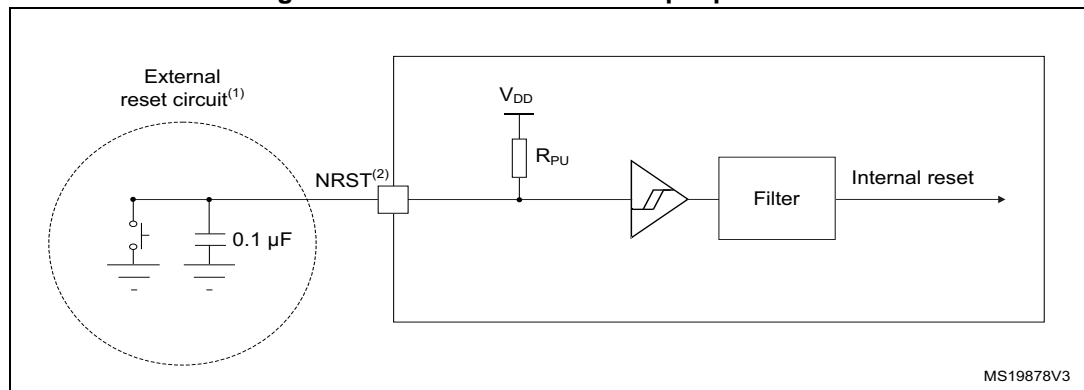 External
reset circuit(1)
VDD
RPU
NRST(2)
Filter
Internal reset
0.1 µF
MS19878V3